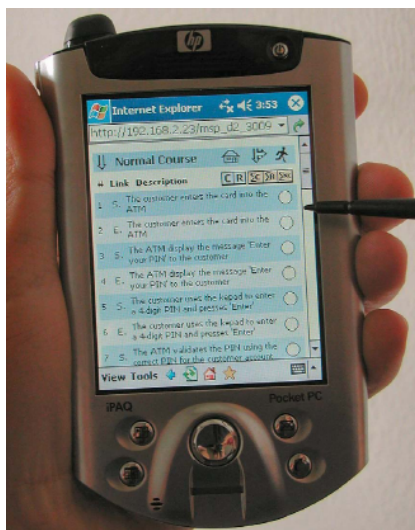 hp
Internet Explorer 3:53
http://192.168.2.23/msp_d2_3009
Normal Course
# Link Description C R
1 S. The customer enters the card into the
ATM
2 E. The customer enters the card into the
ATM
3 S. The ATM display the message 'Enter
your PIN' to the customer
4 E. The ATM display the message 'Enter
your PIN' to the customer
5 S. The customer uses the kepad to enter
a 4-digit PIN and presses 'Enter'
6 E. The customer uses the kepad to enter
a 4-digit PIN and presses 'Enter'
7 S. The ATM validates the PIN using the
correct PIN for the customer account
View Tools
iPAQ Pocket PC